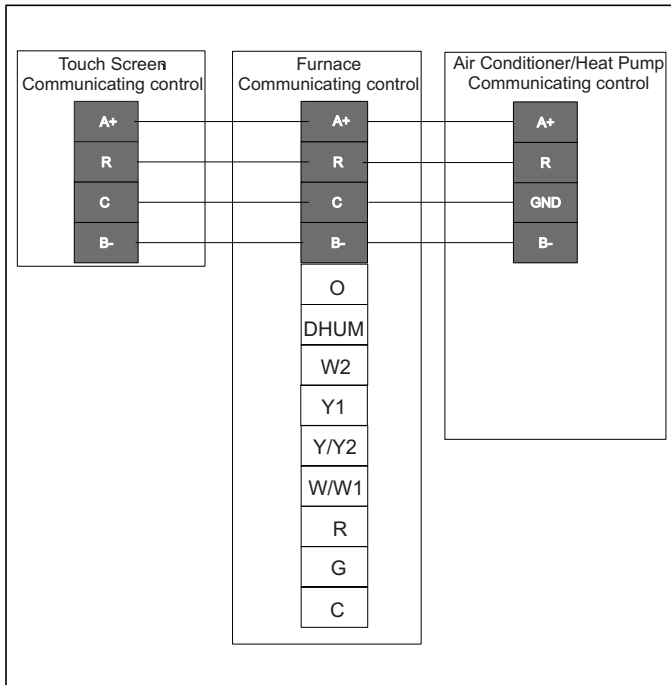 Touch Screen
Communicating control
A+
R
C
B-
Furnace
Communicating control
A+
R
C
B-
O
DHUM
W2
Y1
Y/Y2
W/W1
R
G
C
Air Conditioner/Heat Pump
Communicating control
A+
R
GND
B-